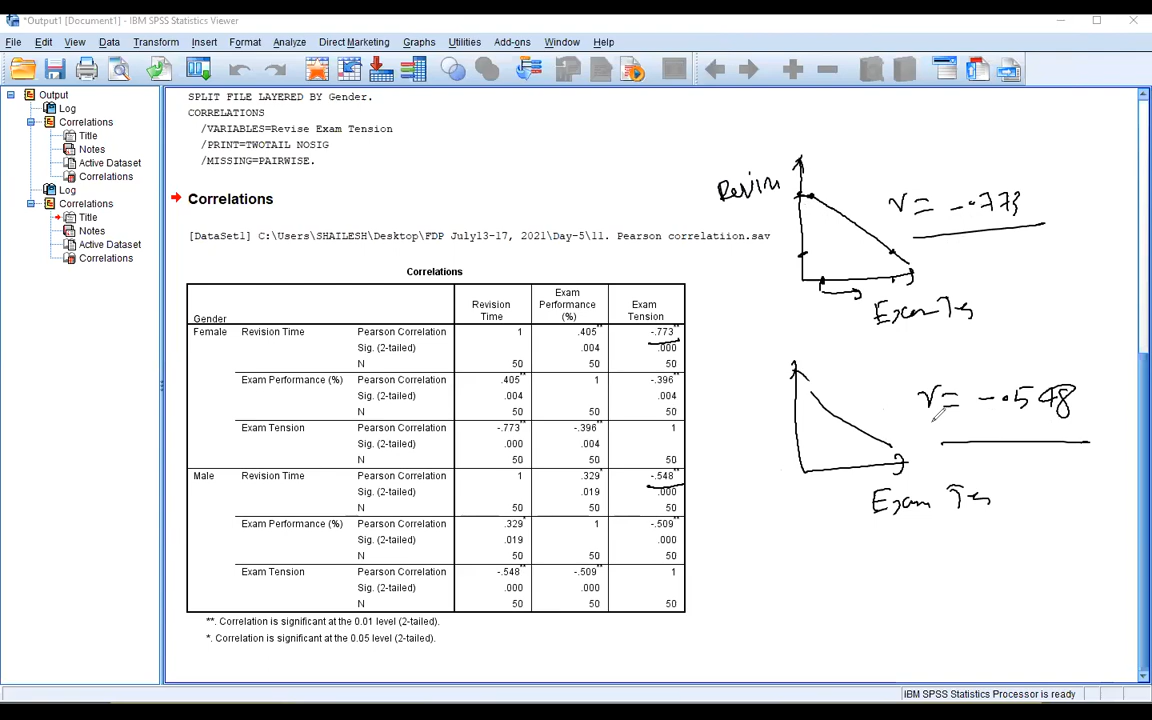 *Output1 [Document1] - IBM SPSS Statistics Viewer
File Edit View Data Transform Insert Format Analyze Direct Marketing Graphs Utilities Add-ons Window Help
Output
Log
Correlations
Title
Notes
Active Dataset
Correlations
Log
Correlations
Title
Notes
Active Dataset
Correlations
SPLIT FILE LAYERED BY Gender.
CORRELATIONS
/VARIABLES=Revise Exam Tension
/PRINT=TWOTAIL NOSIG
/MISSING=PAIRWISE.
Correlations
[DataSet1] C:\Users\SHAILESH\Desktop\FDP July13-17, 2021\Day-5\11. Pearson correlatiion.sav
Correlations
Gender Revision Time Exam Performance (%) Exam Tension
Female Revision Time Pearson Correlation 1 .405** -.773**
Sig. (2-tailed) .004 .000
N 50 50 50
Exam Performance (%) Pearson Correlation .405** 1 -.396**
Sig. (2-tailed) .004 .004
N 50 50 50
Exam Tension Pearson Correlation -.773** -.396** 1
Sig. (2-tailed) .000 .004
N 50 50 50
Male Revision Time Pearson Correlation 1 .329* -.548**
Sig. (2-tailed) .019 .000
N 50 50 50
Exam Performance (%) Pearson Correlation .329* 1 -.509**
Sig. (2-tailed) .019 .000
N 50 50 50
Exam Tension Pearson Correlation -.548** -.509** 1
Sig. (2-tailed) .000 .000
N 50 50 50
**. Correlation is significant at the 0.01 level (2-tailed).
*. Correlation is significant at the 0.05 level (2-tailed).
r = -.773
Exam Tes
r = -.548
Exam Tes
IBM SPSS Statistics Processor is ready